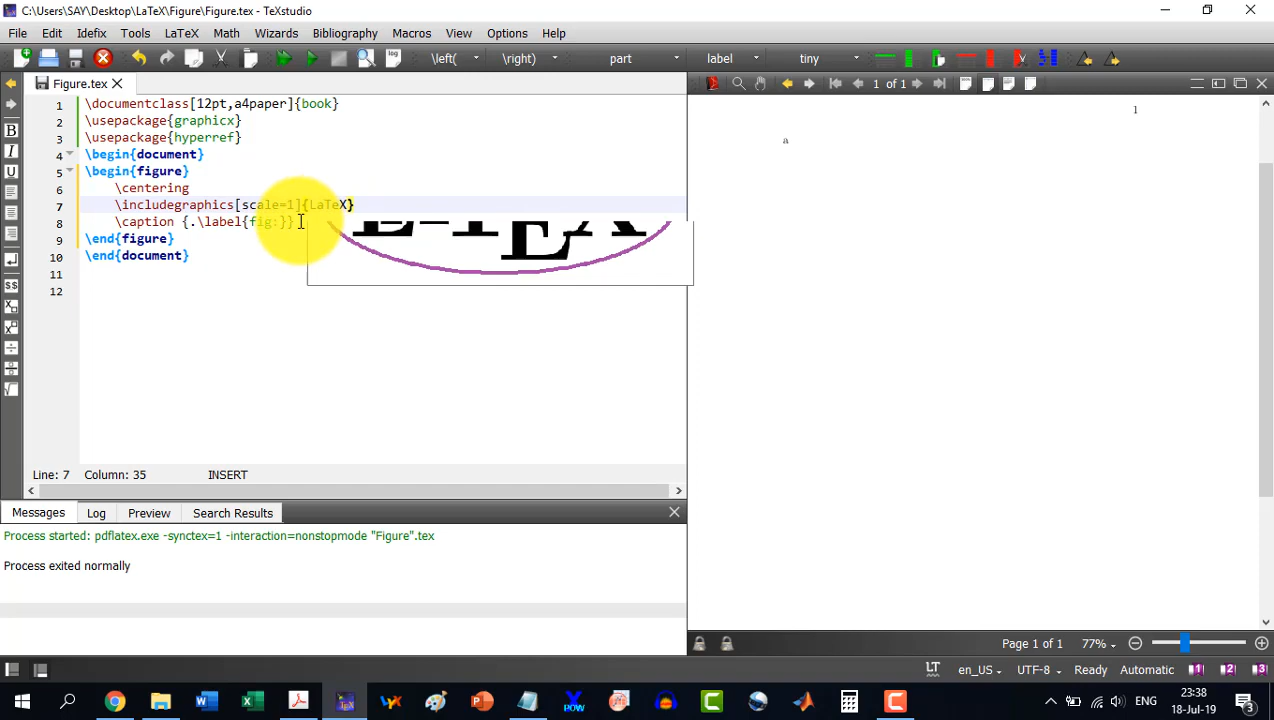 C:\Users\SAY\Desktop\LaTeX\Figure\Figure.tex - TeXstudio
File Edit Idefix Tools LaTeX Math Wizards Bibliography Macros View Options Help
\left( \right) part label tiny
Figure.tex
1 of 1
1 \documentclass[12pt,a4paper]{book}
2 \usepackage{graphicx}
3 \usepackage{hyperref}
4 \begin{document}
5 \begin{figure}
6 \centering
7 \includegraphics[scale=1]{LaTeX}
8 \caption {.\label{fig:}}
9 \end{figure}
10 \end{document}
11
12
1
a
Line: 7 Column: 35 INSERT
Messages Log Preview Search Results
Process started: pdflatex.exe -synctex=1 -interaction=nonstopmode "Figure".tex
Process exited normally
Page 1 of 1 77%
LT en_US UTF-8 Ready Automatic 1 2 3
ENG 23:38
18-Jul-19 3